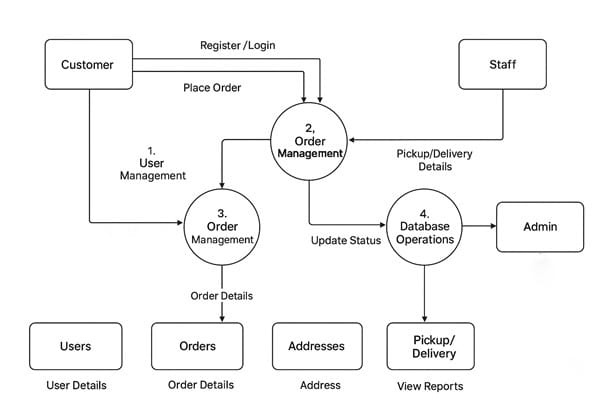 Register /Login
Customer
Staff
Place Order
2,
Order
Management
1.
User
Management
Pickup/Delivery
Details
3.
Order
Management
4.
Database
Operations
Update Status
Admin
Order Details
Users
Orders
Addresses
Pickup/
Delivery
User Details
Order Details
Address
View Reports